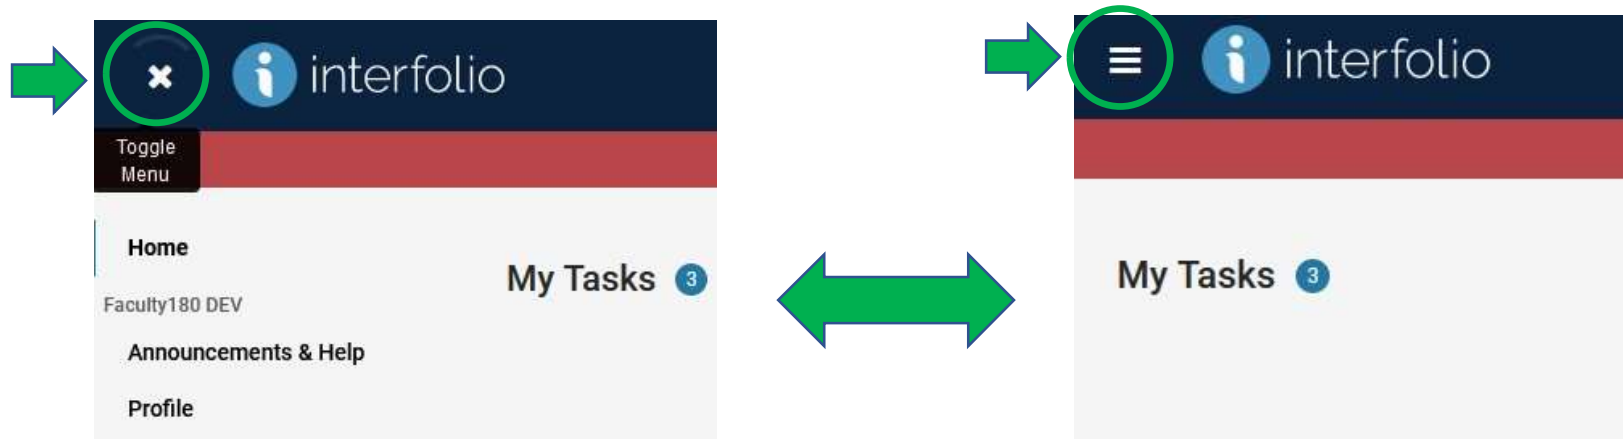 interfolio
Toggle
Menu
Home
My Tasks 3
Faculty180 DEV
Announcements & Help
Profile
interfolio
My Tasks 3